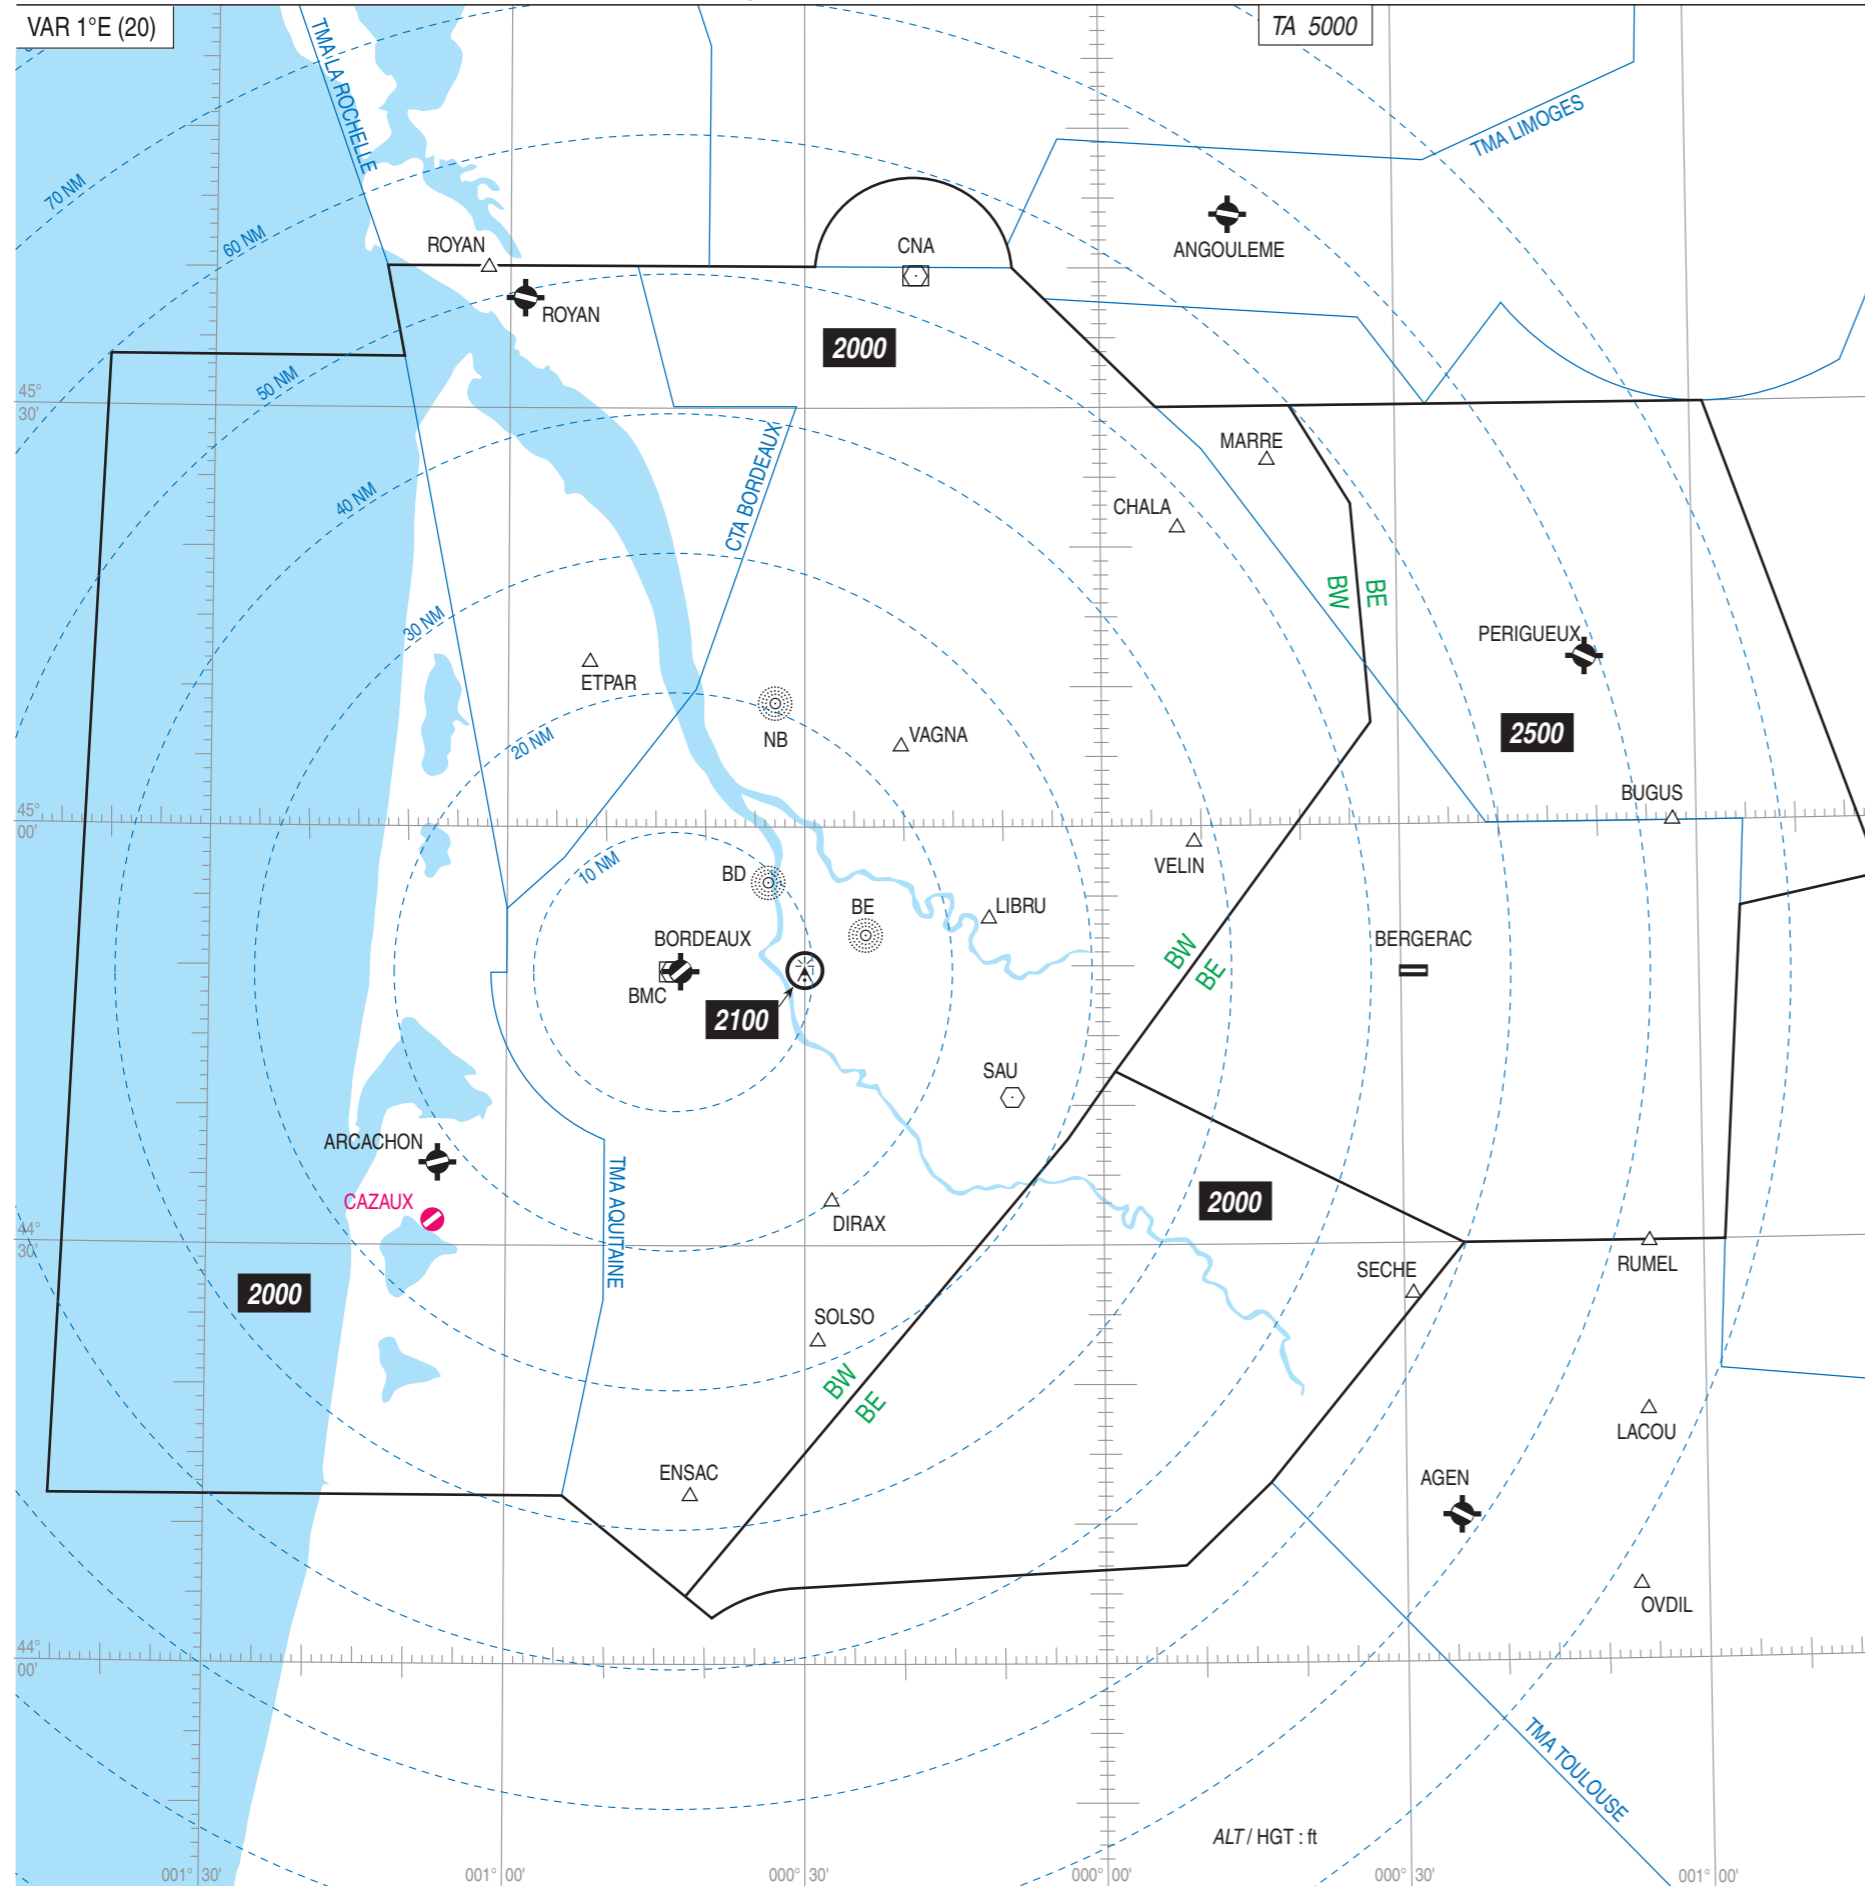 VAR 1°E (20)
TA 5000
TMA LA ROCHELLE
TMA LIMOGES
70 NM
60 NM
ROYAN
CNA
ANGOULEME
ROYAN
2000
50 NM
45°
30'
MARRE
CTA BORDEAUX
40 NM
CHALA
BW
BE
30 NM
PERIGUEUX
ETPAR
20 NM
NB
VAGNA
2500
BUGUS
45°
00'
10 NM
BD
VELIN
BE
LIBRU
BORDEAUX
BERGERAC
BW
BE
BMC
2100
SAU
ARCACHON
TMA AQUITAINE
CAZAUX
2000
DIRAX
44°
30'
SECHE
RUMEL
2000
SOLSO
BW
BE
LACOU
ENSAC
AGEN
OVDIL
44°
00'
TMA TOULOUSE
ALT / HGT : ft
001° 30'
001° 00'
000° 30'
000° 00'
000° 30'
001° 00'